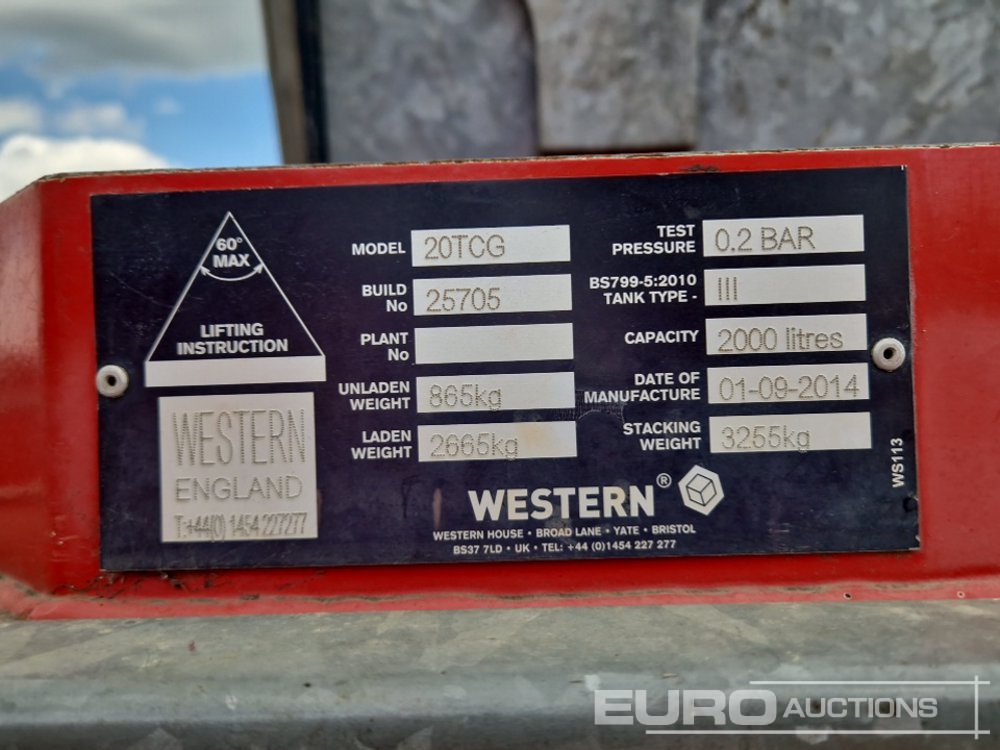 60°
MAX
LIFTING
INSTRUCTION
WESTERN
ENGLAND
T:+44(0) 1454 227277
MODEL 20TCG
BUILD
No 25705
PLANT
No
UNLADEN
WEIGHT 865kg
LADEN
WEIGHT 2665kg
TEST
PRESSURE 0.2 BAR
BS799-5:2010
TANK TYPE - III
CAPACITY 2000 litres
DATE OF
MANUFACTURE 01-09-2014
STACKING
WEIGHT 3255kg
WS113
WESTERN®
WESTERN HOUSE • BROAD LANE • YATE • BRISTOL
BS37 7LD • UK • TEL: +44 (0)1454 227 277
EURO AUCTIONS